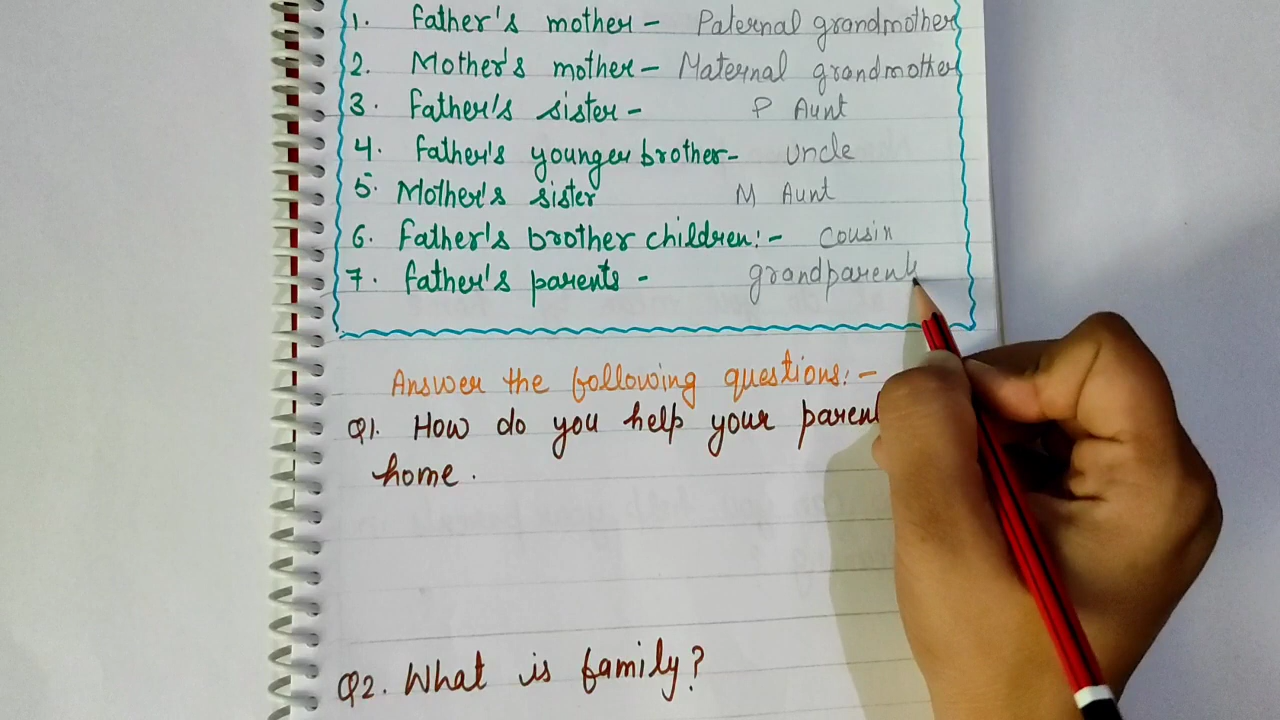 1. Father's mother - Paternal grandmother
2. Mother's mother - Maternal grandmother
3. Father's sister - P Aunt
4. Father's younger brother- Uncle
5. Mother's sister M Aunt
6. Father's brother children:- cousin
7. Father's parents - grandparents
Answer the following questions:-
Q1. How do you help your paren
home.
Q2. What is family?